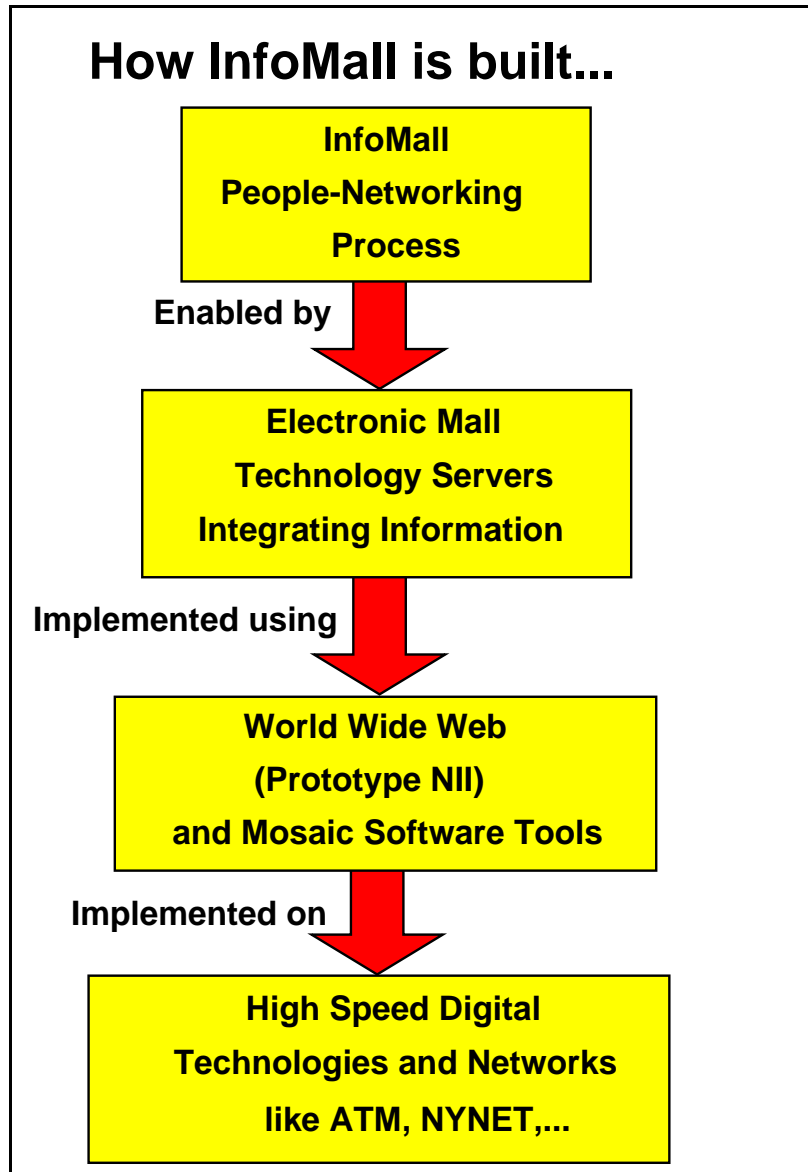 How InfoMall is built...
InfoMall
People-Networking
Process
Enabled by
Electronic Mall
Technology Servers
Integrating Information
Implemented using
World Wide Web
(Prototype NII)
and Mosaic Software Tools
Implemented on
High Speed Digital
Technologies and Networks
like ATM, NYNET,...